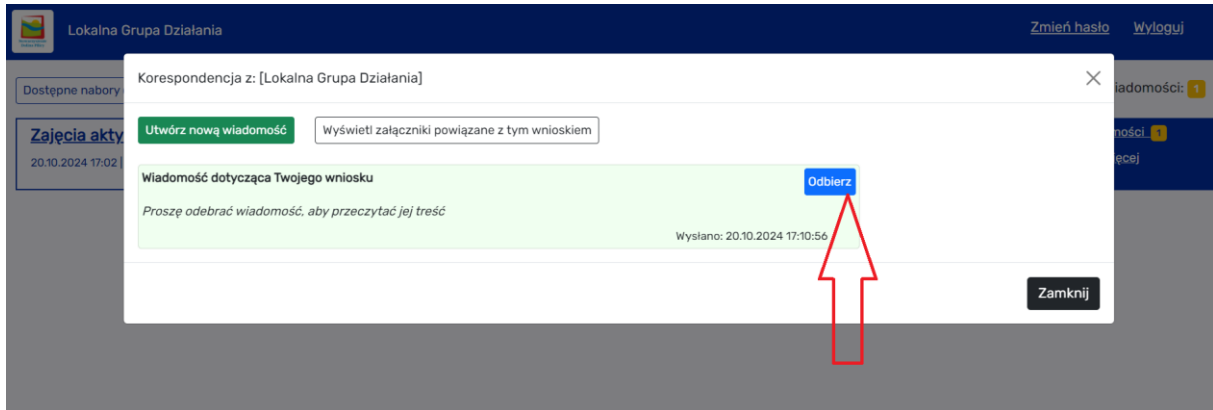 Lokalna Grupa Działania
Zmień hasło Wyloguj
Korespondencja z: [Lokalna Grupa Działania]
Dostępne nabory
iadomości: 1
Utwórz nową wiadomość Wyświetl załączniki powiązane z tym wnioskiem
Zajęcia akty
mości 1
20.10.2024 17:02 |
ęcej
Wiadomość dotycząca Twojego wniosku
Odbierz
Proszę odebrać wiadomość, aby przeczytać jej treść
Wysłano: 20.10.2024 17:10:56
Zamknij